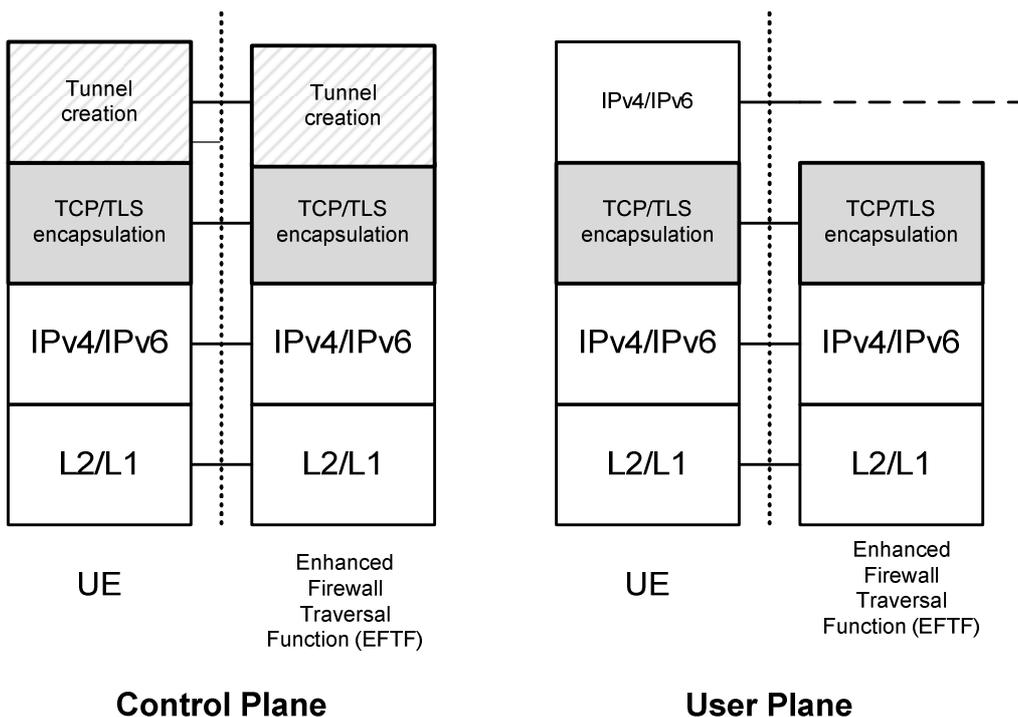 Tunnel
creation
TCP/TLS
encapsulation
IPv4/IPv6
L2/L1
UE
Tunnel
creation
TCP/TLS
encapsulation
IPv4/IPv6
L2/L1
Enhanced
Firewall
Traversal
Function (EFTF)
Control Plane
IPv4/IPv6
TCP/TLS
encapsulation
IPv4/IPv6
L2/L1
UE
TCP/TLS
encapsulation
IPv4/IPv6
L2/L1
Enhanced
Firewall
Traversal
Function (EFTF)
User Plane